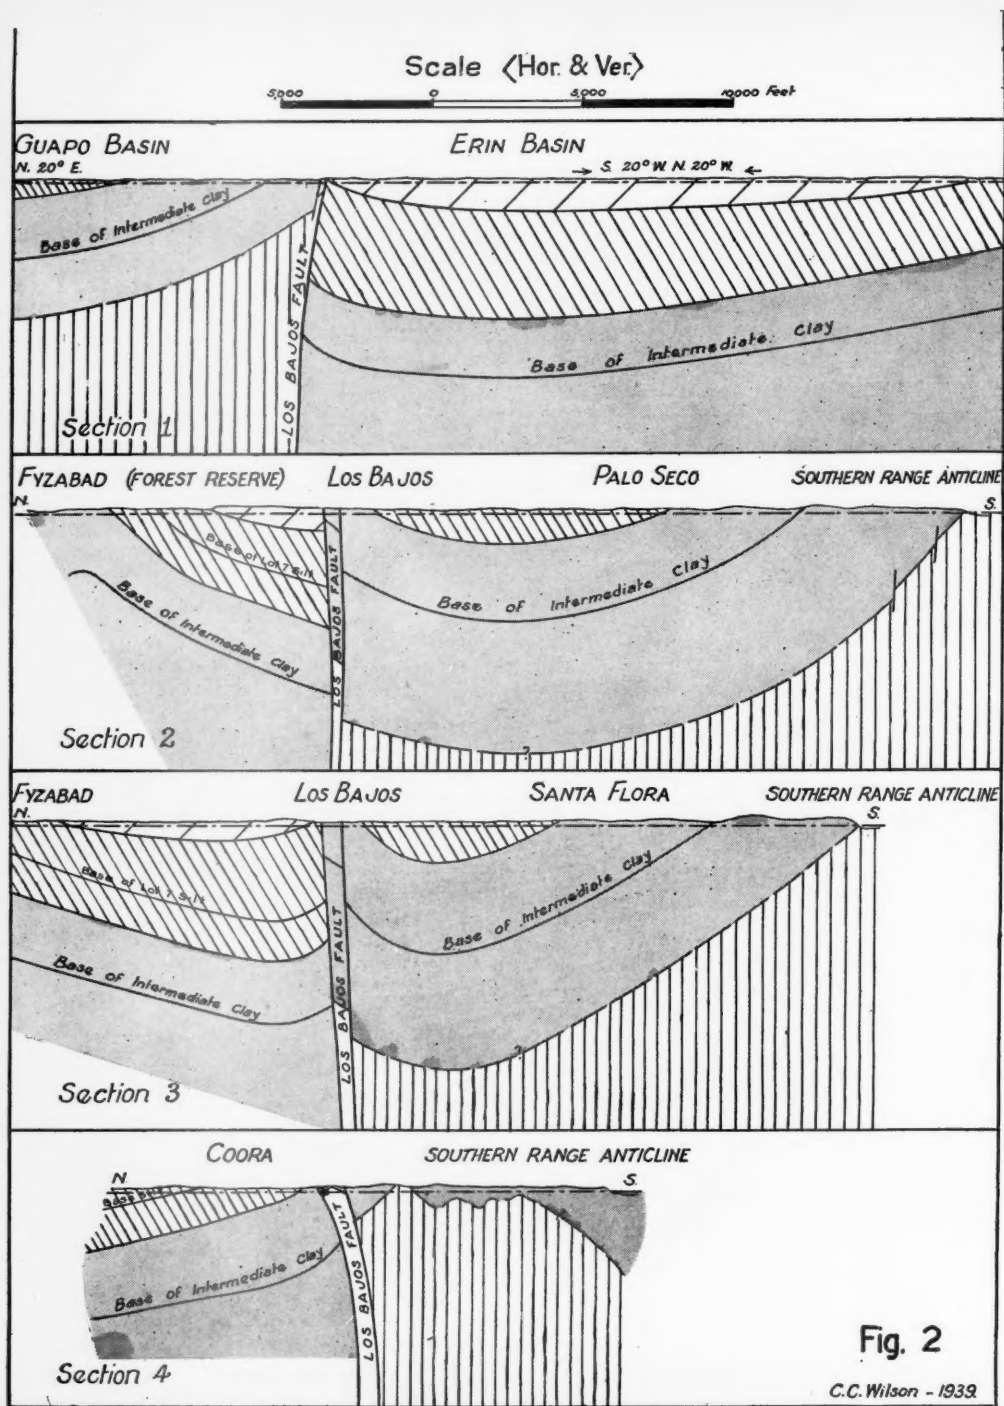 Scale (Hor. & Ver.)
5,000 0 5,000 10,000 Feet
GUAPO BASIN ERIN BASIN
N. 20° E. → S. 20° W. N. 20° W. ←
Base of Intermediate Clay
LOS BAJOS FAULT
Base of Intermediate Clay
Section 1
FYZABAD (FOREST RESERVE) LOS BAJOS PALO SECO SOUTHERN RANGE ANTICLINE
N. S.
Base of Lot 7 Silt
Base of Intermediate Clay
LOS BAJOS FAULT
Base of Intermediate Clay
?
Section 2
FYZABAD LOS BAJOS SANTA FLORA SOUTHERN RANGE ANTICLINE
N. S.
Base of Lot 7 Silt
Base of Intermediate Clay
LOS BAJOS FAULT
Base of Intermediate Clay
?
Section 3
COORA SOUTHERN RANGE ANTICLINE
N. S.
Base of Intermediate Clay
LOS BAJOS FAULT
Section 4
Fig. 2
C.C. Wilson - 1939.